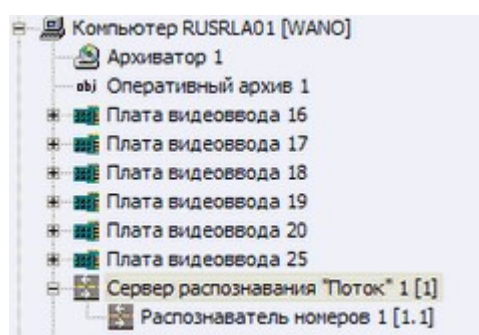 Компьютер RUSRLA01 [WANO]
Архиватор 1
obj Оперативный архив 1
Плата видеоввода 16
Плата видеоввода 17
Плата видеоввода 18
Плата видеоввода 19
Плата видеоввода 20
Плата видеоввода 25
Сервер распознавания "Поток" 1 [1]
Распознаватель номеров 1 [1.1]